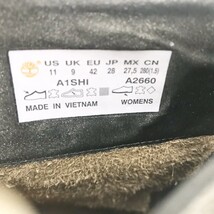 US UK EU JP MX CN
11 9 42 28 27,5 280(1.5)
A1SHI A2660
MADE IN VIETNAM WOMENS